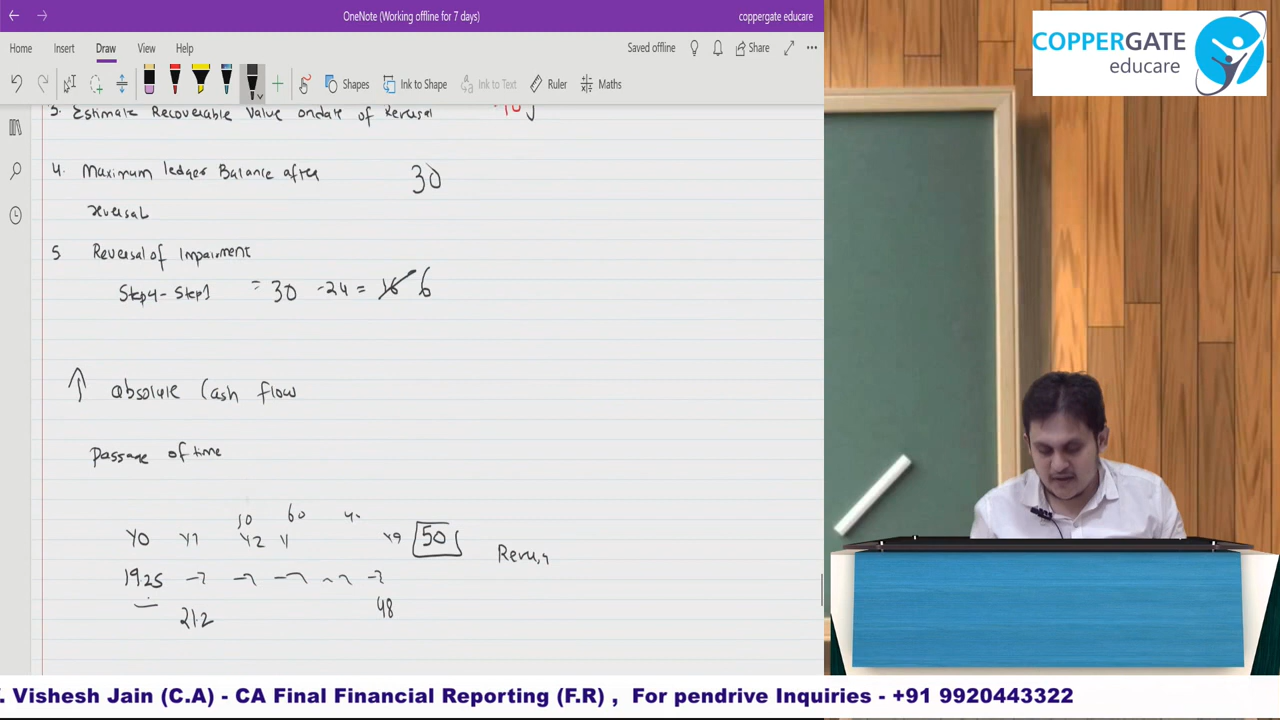 OneNote (Working offline for 7 days)
coppergate educare
Home Insert Draw View Help
Saved offline
Share
Shapes
Ink to Shape
Ink to Text
Ruler
Maths
3. Estimate Recoverable Value ondate of Reversal
4. Maximum ledger Balance after 30
reversal
5 Reversal of Impairment
Step4 - Step1 = 30 - 24 = 6
↑ absolute Cash flow
Passage of time
50 60 40
Y0 Y1 Y2 Y Y9 50
1925
212 48
COPPERGATE
educare
. Vishesh Jain (C.A) - CA Final Financial Reporting (F.R) , For pendrive Inquiries - +91 9920443322